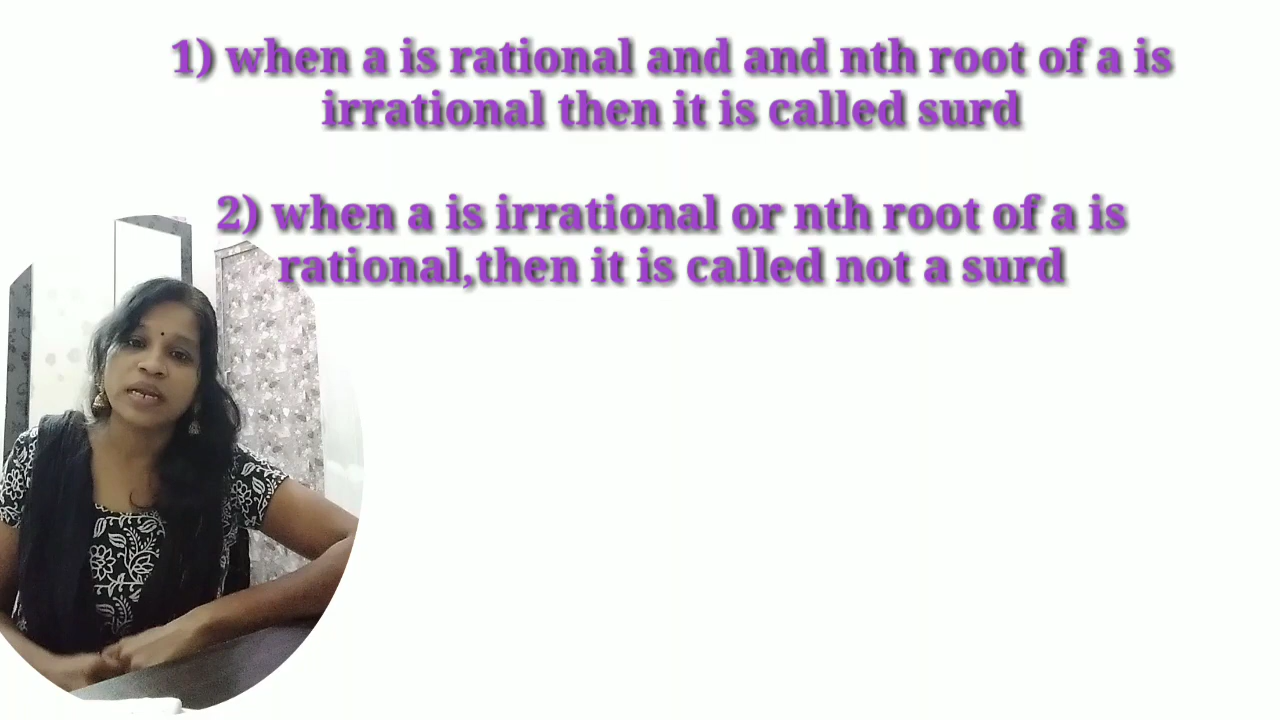 1) when a is rational and and nth root of a is
irrational then it is called surd
2) when a is irrational or nth root of a is
rational,then it is called not a surd